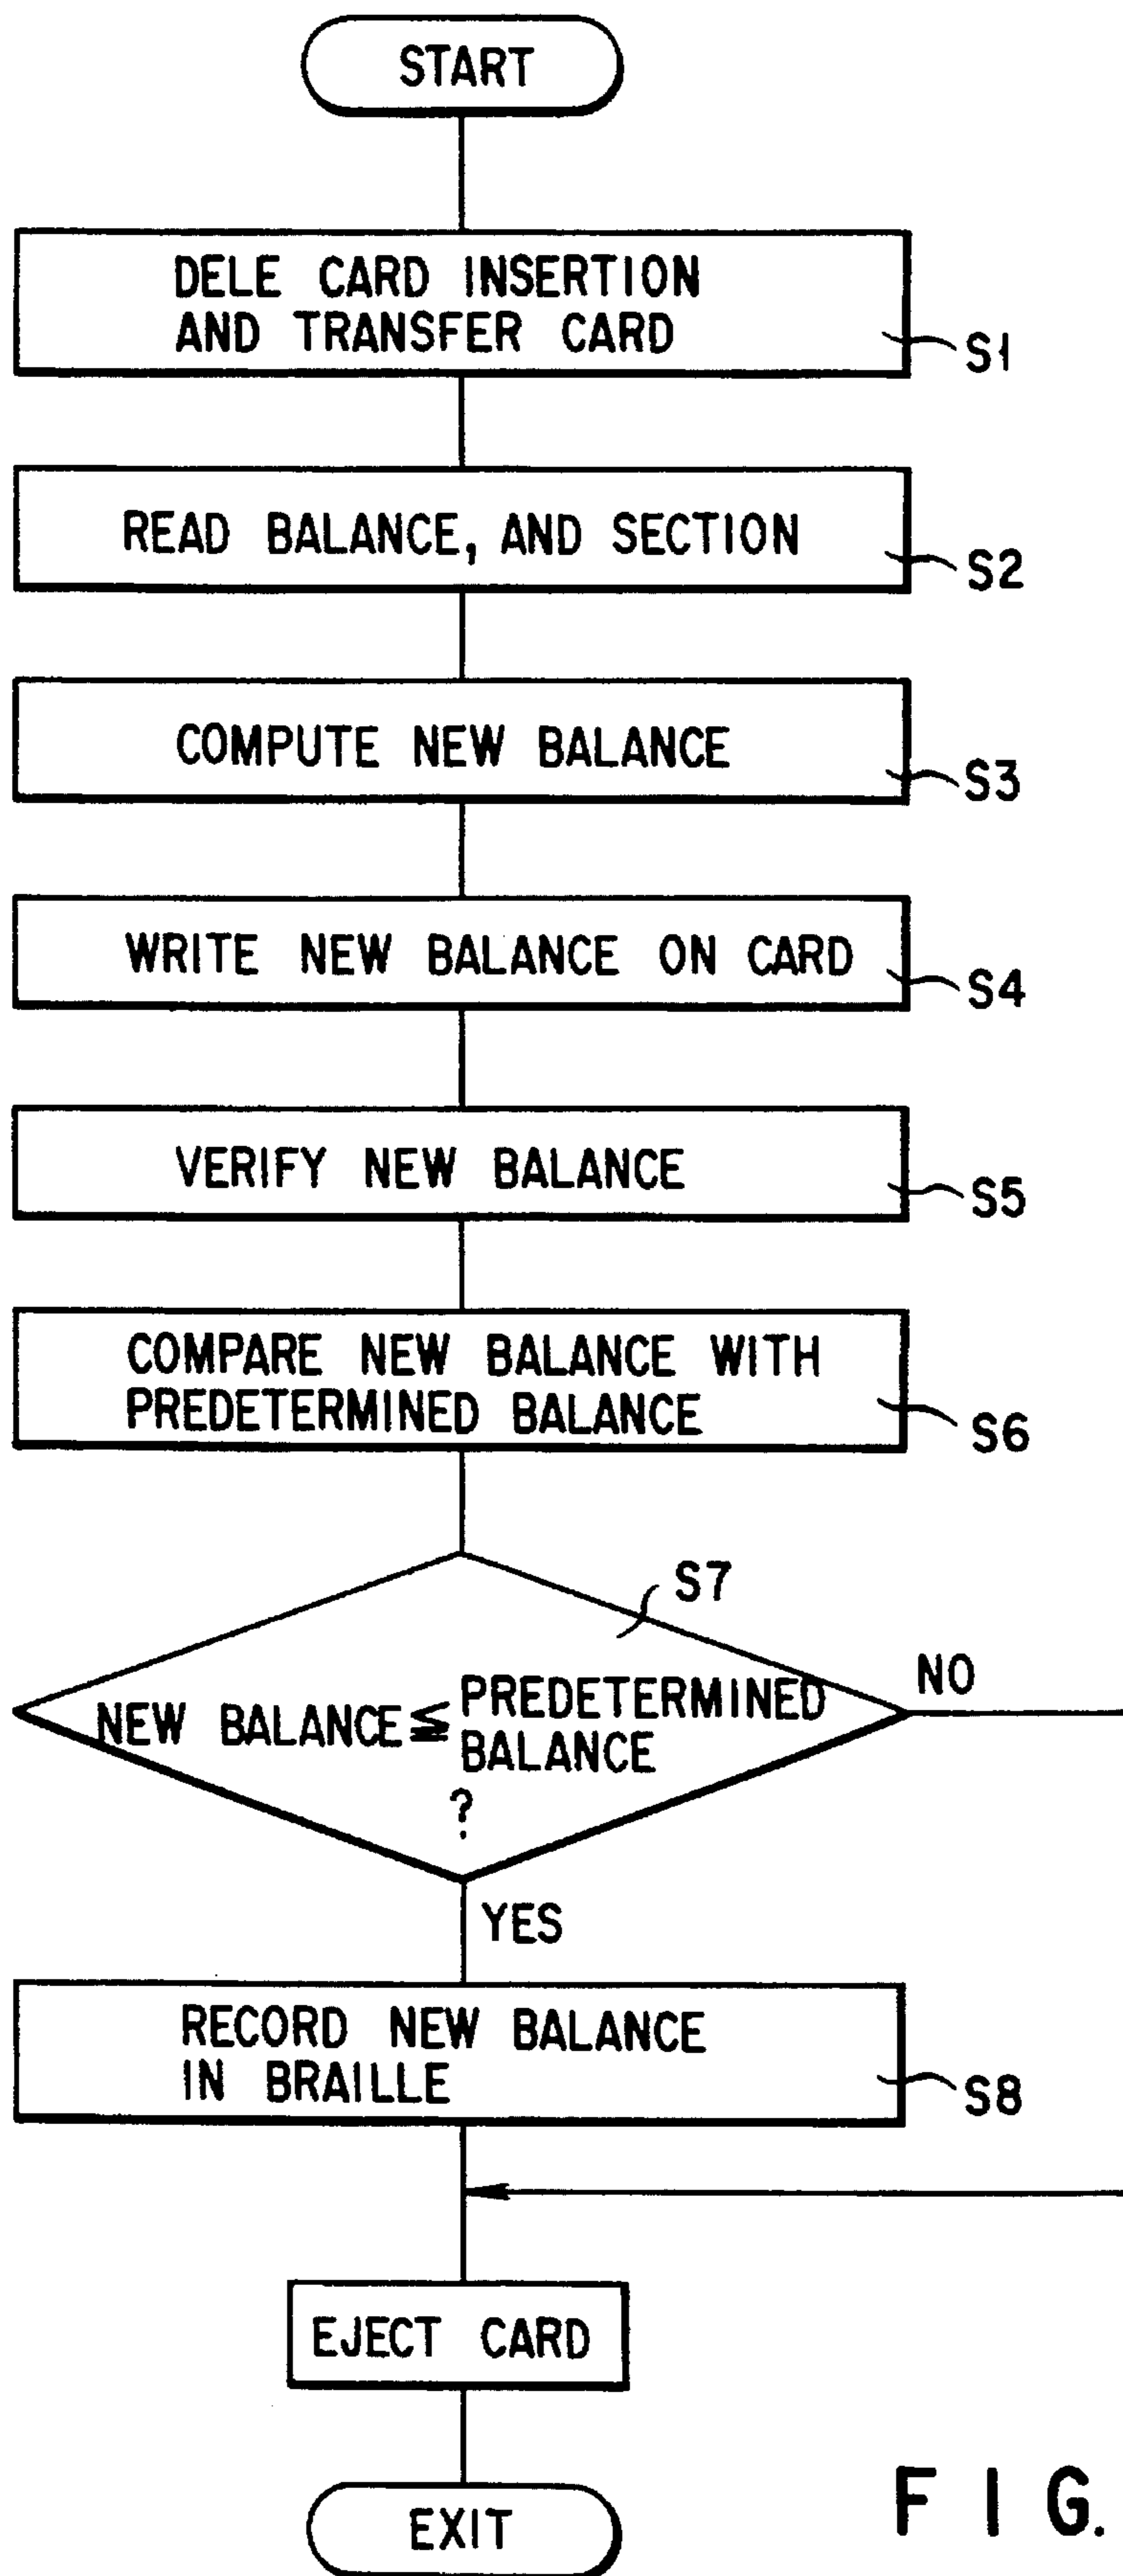 START
DELE CARD INSERTION
AND TRANSFER CARD
S1
READ BALANCE, AND SECTION
S2
COMPUTE NEW BALANCE
S3
WRITE NEW BALANCE ON CARD
S4
VERIFY NEW BALANCE
S5
COMPARE NEW BALANCE WITH
PREDETERMINED BALANCE
S6
S7
NEW BALANCE ≦ PREDETERMINED
BALANCE
?
NO
YES
RECORD NEW BALANCE
IN BRAILLE
S8
EJECT CARD
EXIT
FIG.